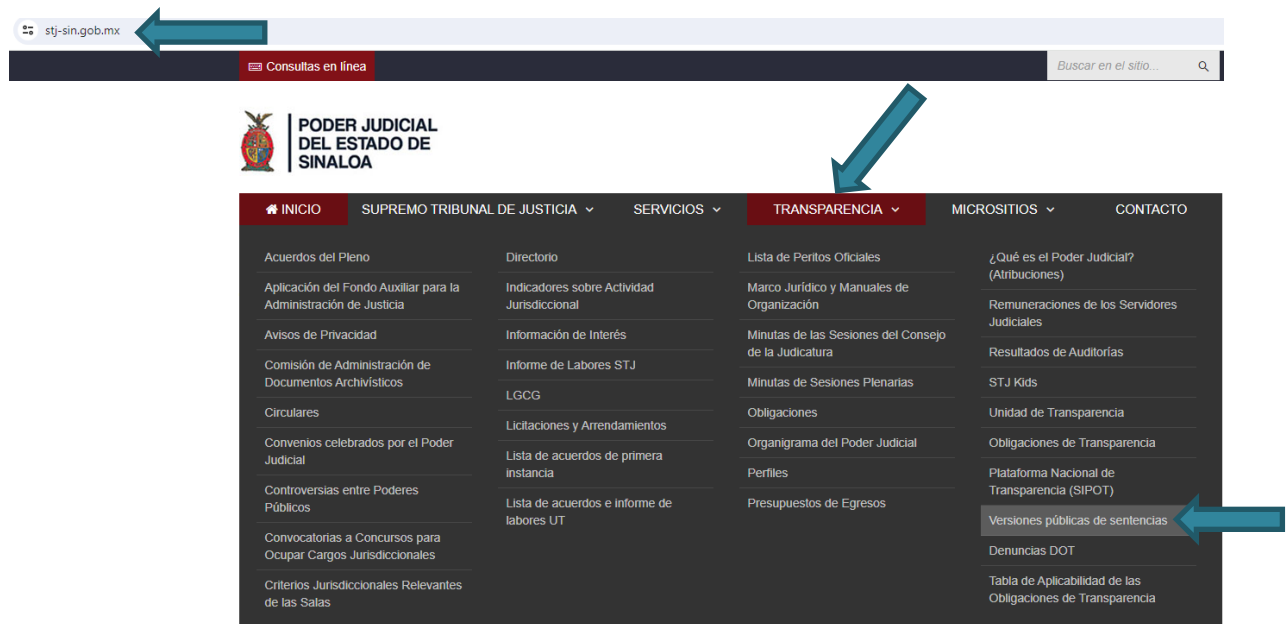 stj-sin.gob.mx
Consultas en línea
Buscar en el sitio...
PODER JUDICIAL
DEL ESTADO DE
SINALOA
INICIO SUPREMO TRIBUNAL DE JUSTICIA SERVICIOS TRANSPARENCIA MICROSITIOS CONTACTO
Acuerdos del Pleno
Aplicación del Fondo Auxiliar para la
Administración de Justicia
Avisos de Privacidad
Comisión de Administración de
Documentos Archivísticos
Circulares
Convenios celebrados por el Poder
Judicial
Controversias entre Poderes
Públicos
Convocatorias a Concursos para
Ocupar Cargos Jurisdiccionales
Criterios Jurisdiccionales Relevantes
de las Salas
Directorio
Indicadores sobre Actividad
Jurisdiccional
Información de Interés
Informe de Labores STJ
LGCG
Licitaciones y Arrendamientos
Lista de acuerdos de primera
instancia
Lista de acuerdos e informe de
labores UT
Lista de Peritos Oficiales
Marco Jurídico y Manuales de
Organización
Minutas de las Sesiones del Consejo
de la Judicatura
Minutas de Sesiones Plenarias
Obligaciones
Organigrama del Poder Judicial
Perfiles
Presupuestos de Egresos
¿Qué es el Poder Judicial?
(Atribuciones)
Remuneraciones de los Servidores
Judiciales
Resultados de Auditorías
STJ Kids
Unidad de Transparencia
Obligaciones de Transparencia
Plataforma Nacional de
Transparencia (SIPOT)
Versiones públicas de sentencias
Denuncias DOT
Tabla de Aplicabilidad de las
Obligaciones de Transparencia